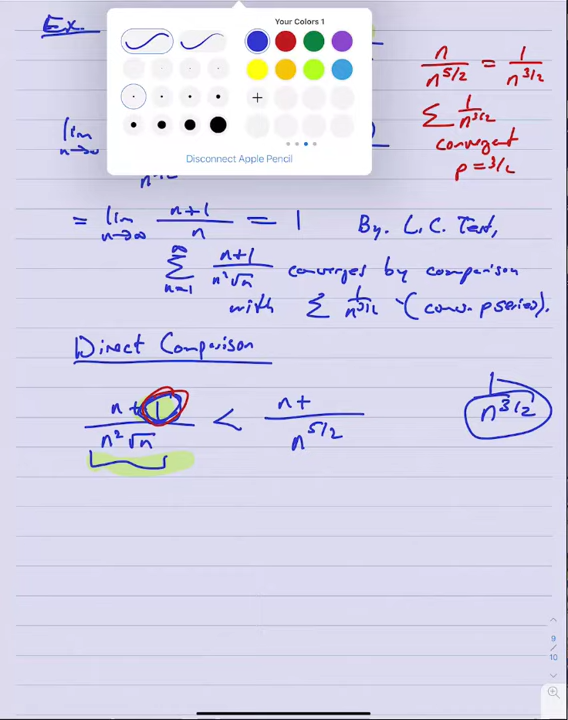 Ex
Your Colors 1
Disconnect Apple Pencil
n/n^{5/2} = 1/n^{3/2}
Σ 1/n^{3/2}
convergent
p = 3/2
lim n→∞
= lim n→∞ (n+1)/n = 1 By. L. C. Test,
∞ Σ n=1 (n+1)/(n²√n) converges by comparison
with Σ 1/n^{3/2} (conv. p series).
Direct Comparison
(n + 1)/(n²√n) < (n +)/(n^{5/2})
1/n^{3/2}
9
/
10